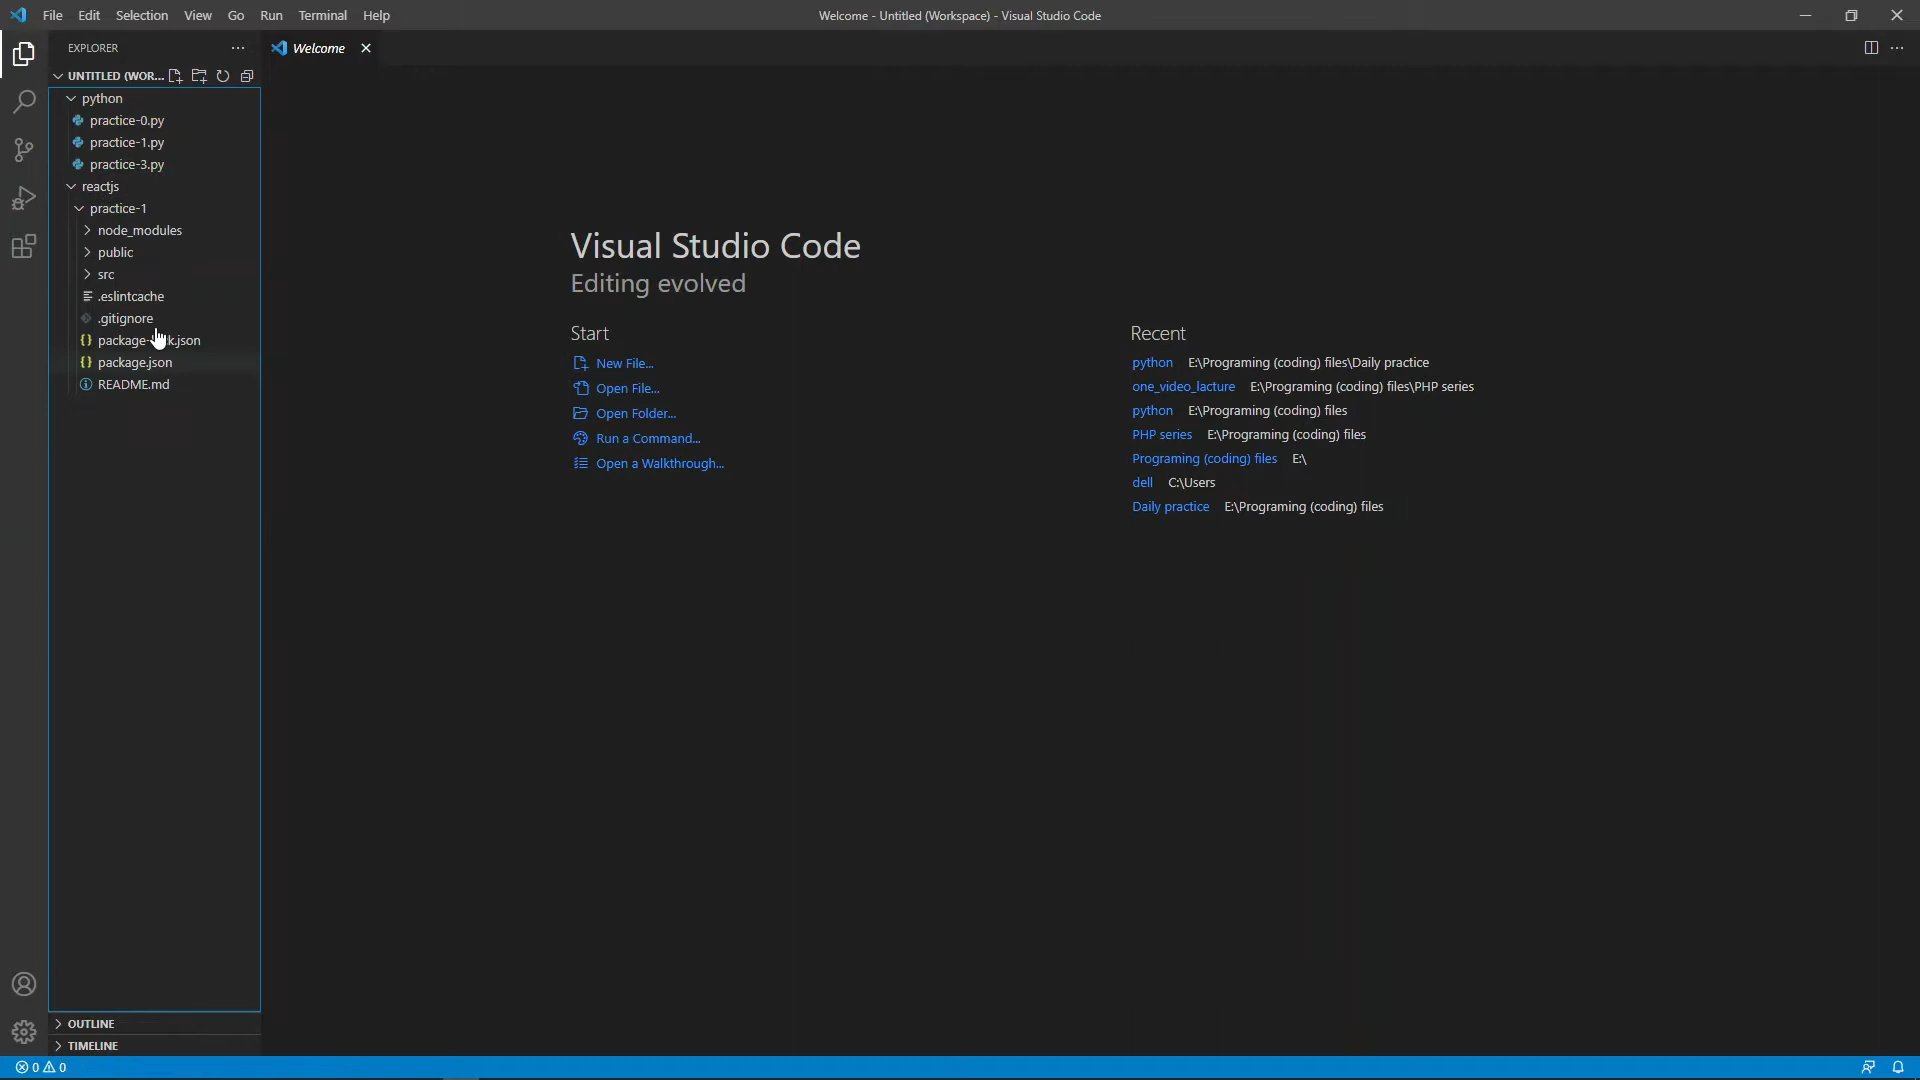 File Edit Selection View Go Run Terminal Help
Welcome - Untitled (Workspace) - Visual Studio Code
EXPLORER
Welcome
UNTITLED (WOR...
python
practice-0.py
practice-1.py
practice-3.py
reactjs
practice-1
node_modules
public
src
.eslintcache
.gitignore
package- k.json
package.json
README.md
Visual Studio Code
Editing evolved
Start
New File...
Open File...
Open Folder...
Run a Command...
Open a Walkthrough...
Recent
python E:\Programing (coding) files\Daily practice
one_video_lacture E:\Programing (coding) files\PHP series
python E:\Programing (coding) files
PHP series E:\Programing (coding) files
Programing (coding) files E:\
dell C:\Users
Daily practice E:\Programing (coding) files
OUTLINE
TIMELINE
0 0